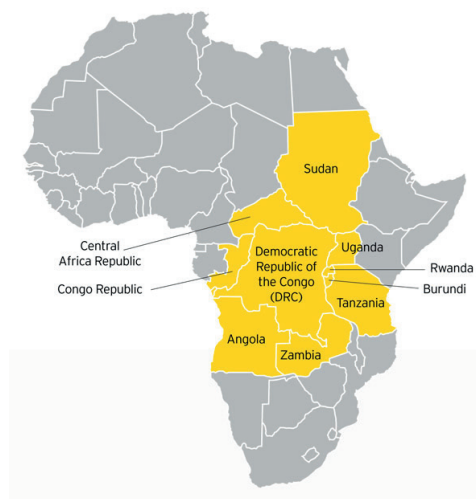 Sudan
Central
Africa Republic
Uganda
Democratic
Republic of
the Congo
(DRC)
Rwanda
Congo Republic
Burundi
Tanzania
Angola
Zambia